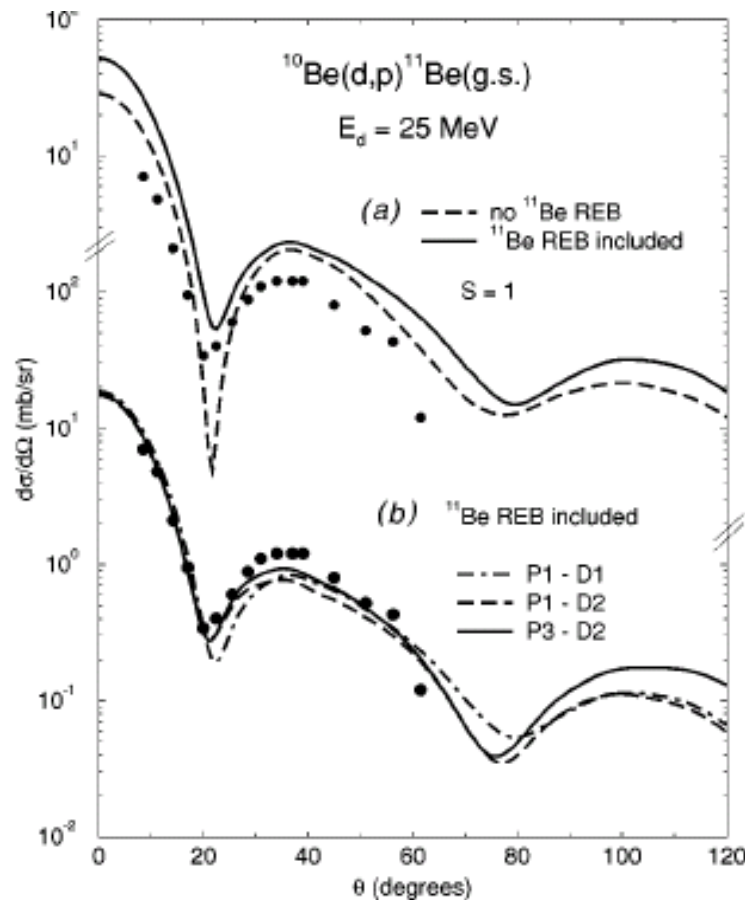 10²
¹⁰Be(d,p)¹¹Be(g.s.)
E_d = 25 MeV
10¹
(a) no ¹¹Be REB
¹¹Be REB included
10²
S = 1
10¹
dσ/dΩ (mb/sr)
(b) ¹¹Be REB included
10⁰
P1 - D1
P1 - D2
P3 - D2
10⁻¹
10⁻²
0 20 40 60 80 100 120
θ (degrees)